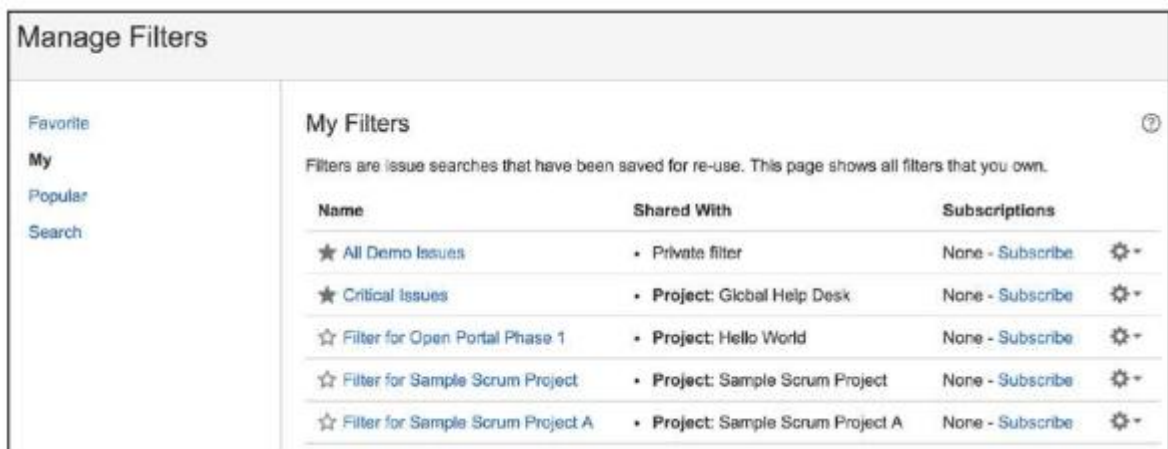 Manage Filters
Favorite
My
Popular
Search
My Filters
Filters are issue searches that have been saved for re-use. This page shows all filters that you own.
Name Shared With Subscriptions
All Demo Issues • Private filter None - Subscribe
Critical Issues • Project: Global Help Desk None - Subscribe
Filter for Open Portal Phase 1 • Project: Hello World None - Subscribe
Filter for Sample Scrum Project • Project: Sample Scrum Project None - Subscribe
Filter for Sample Scrum Project A • Project: Sample Scrum Project A None - Subscribe